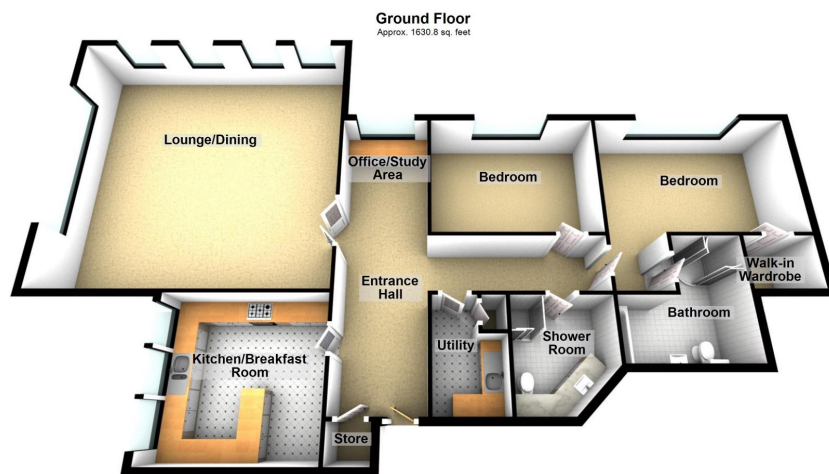 Ground Floor
Approx. 1630.8 sq. feet
Lounge/Dining
Office/Study
Area
Bedroom
Bedroom
Entrance
Hall
Walk-in
Wardrobe
Bathroom
Kitchen/Breakfast
Room
Utility
Shower
Room
Store